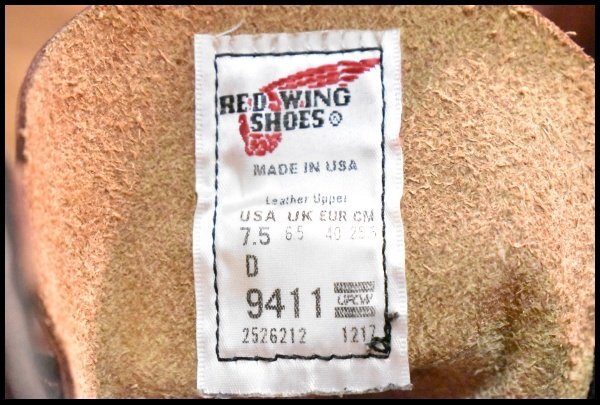 RED WING
SHOES®
MADE IN USA
Leather Upper
USA UK EUR CM
7.5 6.5 40 25.5
D
9411 UFCW
2526212 1217